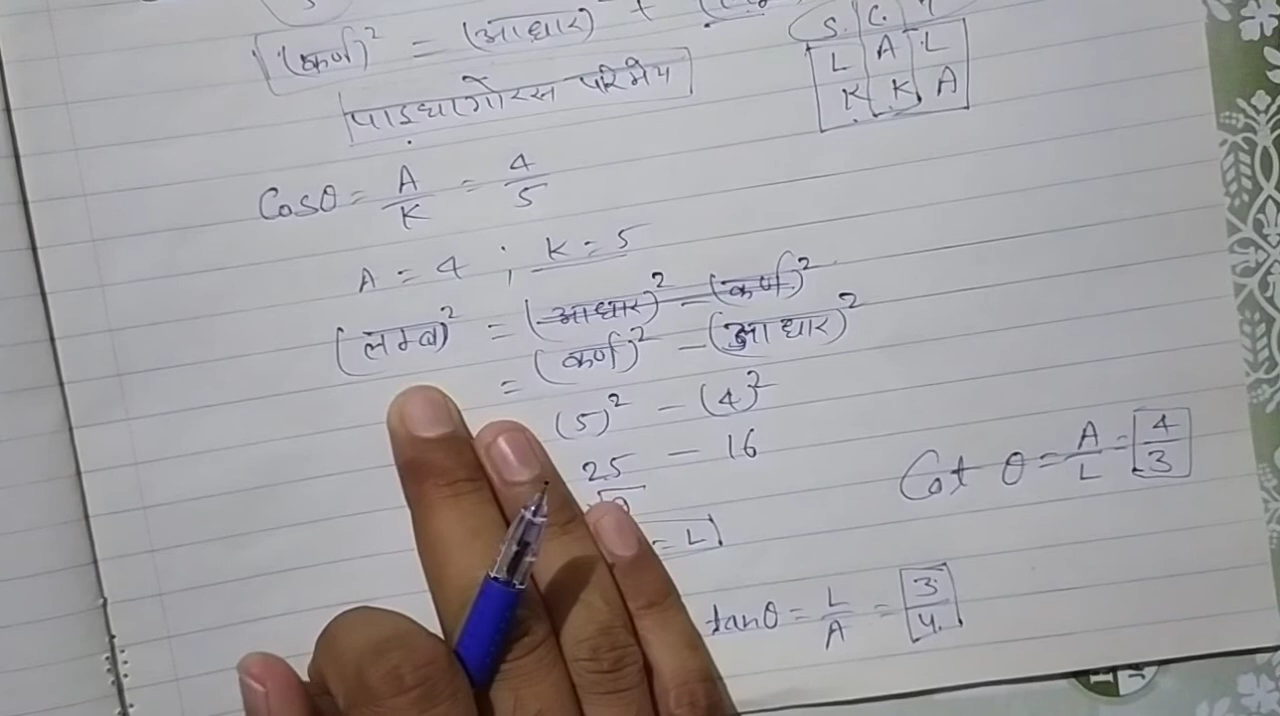 (कर्ण)² = (आधार)² +
S. C. T
L A L
K K A
पाइथागोरस परिमेय
Cosθ = A/K = 4/5
A = 4 ; K = 5
(लम्ब)² = (आधार)² - (कर्ण)²
= (कर्ण)² - (आधार)²
(5)² - (4)²
25 - 16
Cot θ = A/L = 4/3
= L
tanθ = L/A = 3/4